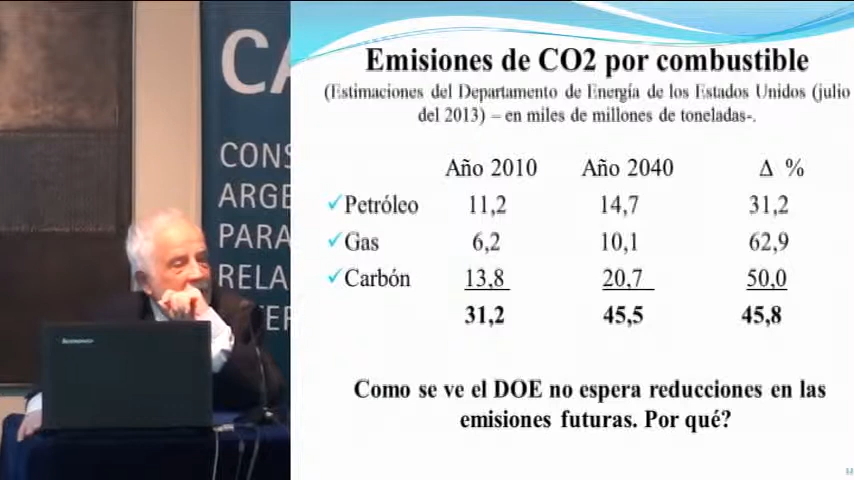 CA
CONS
ARGE
PARA
RELA
TER
lenovo
Emisiones de CO2 por combustible
(Estimaciones del Departamento de Energía de los Estados Unidos (julio
del 2013) – en miles de millones de toneladas-.
Año 2010 Año 2040 Δ %
✓Petróleo 11,2 14,7 31,2
✓Gas 6,2 10,1 62,9
✓Carbón 13,8 20,7 50,0
31,2 45,5 45,8
Como se ve el DOE no espera reducciones en las
emisiones futuras. Por qué?